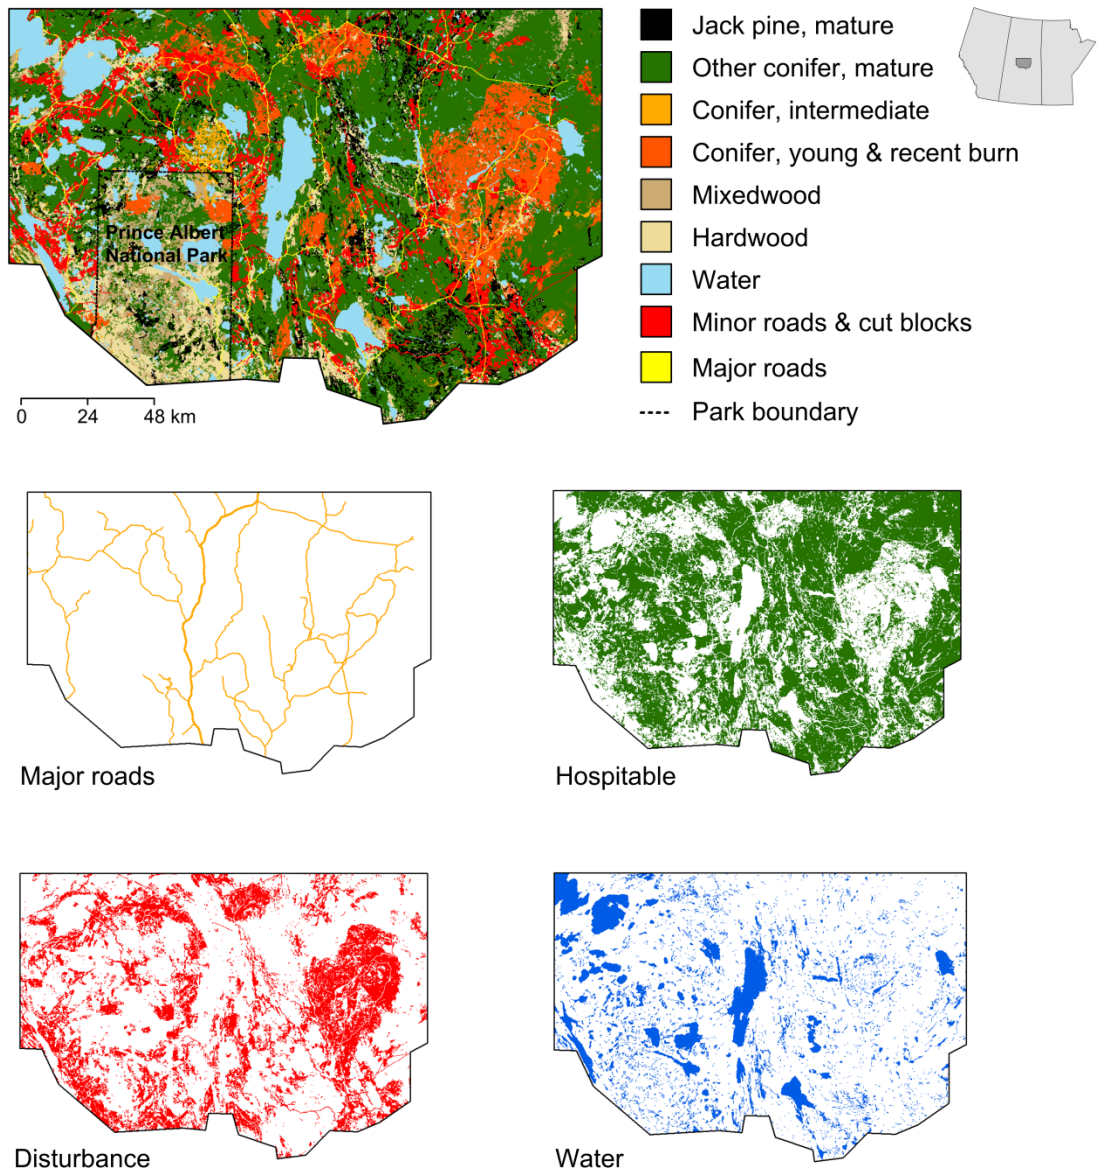 Jack pine, mature
Other conifer, mature
Conifer, intermediate
Conifer, young & recent burn
Mixedwood
Hardwood
Water
Minor roads & cut blocks
Major roads
Park boundary
Prince Albert
National Park
0 24 48 km
Major roads
Hospitable
Disturbance
Water